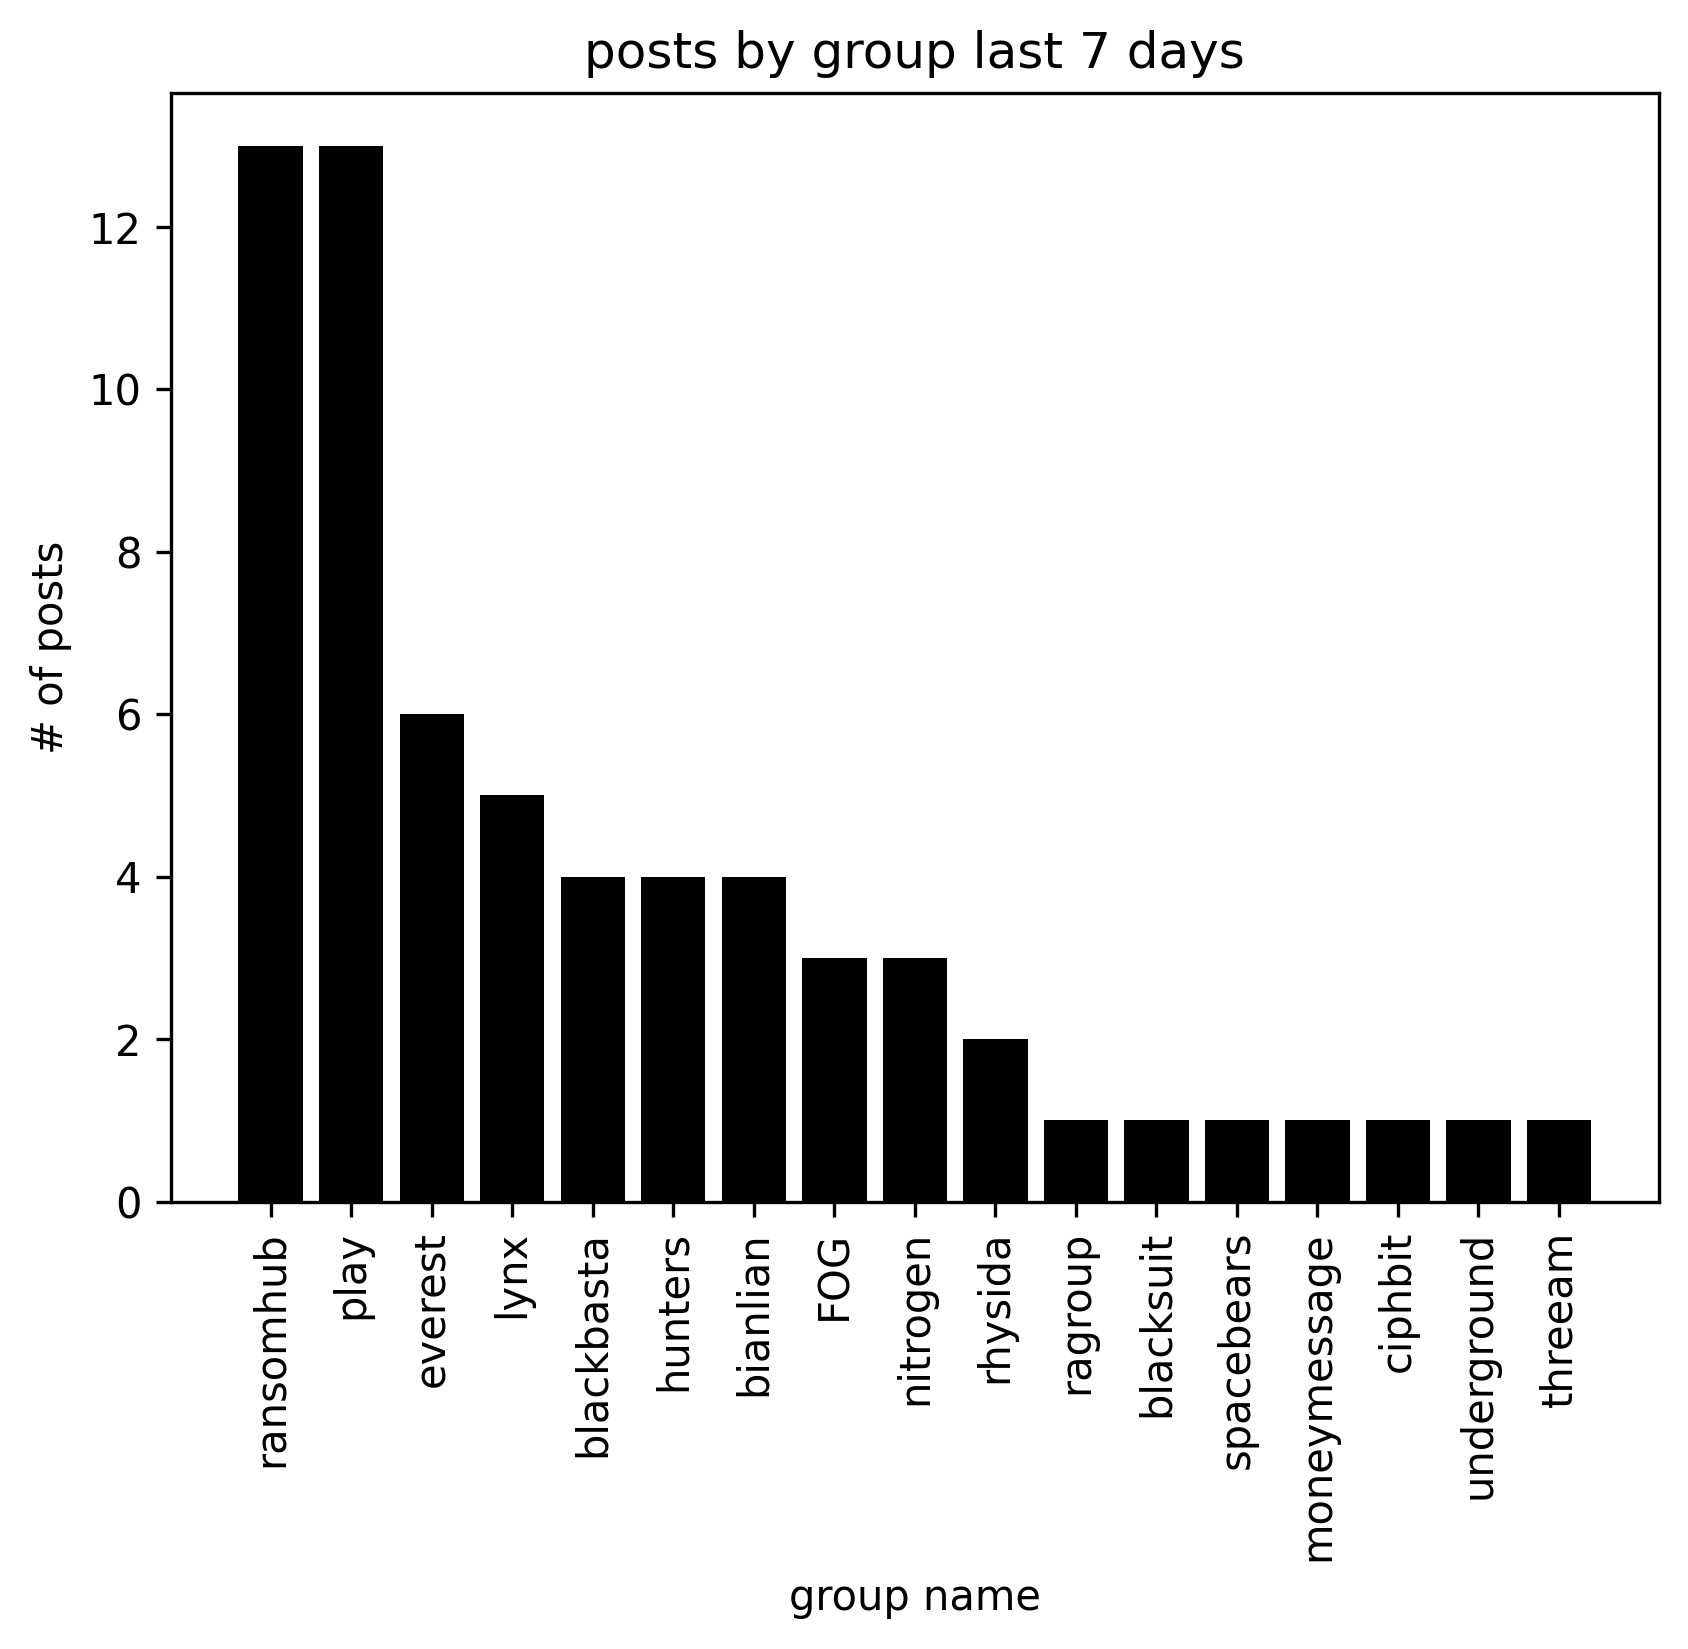 posts by group last 7 days
12
10
8
6
4
2
0
# of posts
ransomhub
play
everest
lynx
blackbasta
hunters
bianlian
FOG
nitrogen
rhysida
ragroup
blacksuit
spacebears
moneymessage
ciphbit
underground
threeam
group name